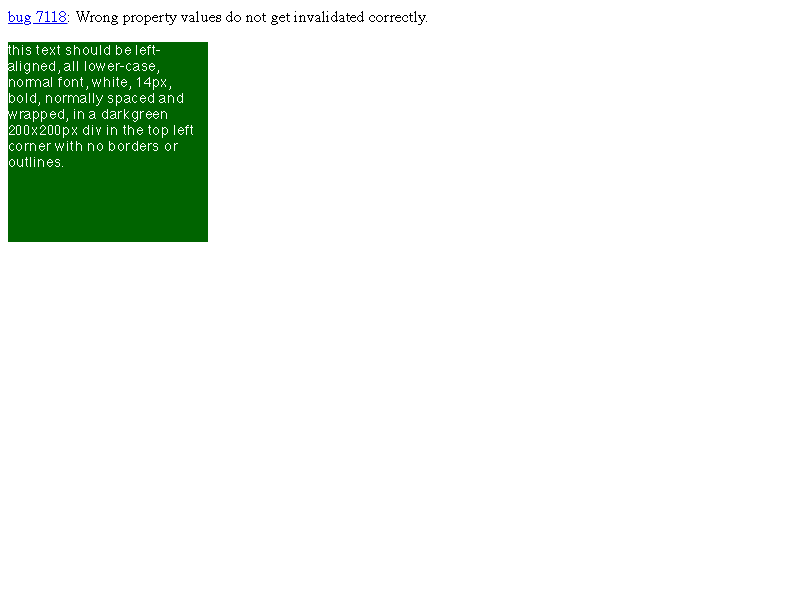 bug 7118: Wrong property values do not get invalidated correctly.
this text should be left-
aligned, all lower-case,
normal font, white, 14px,
bold, normally spaced and
wrapped, in a darkgreen
200x200px div in the top left
corner with no borders or
outlines.